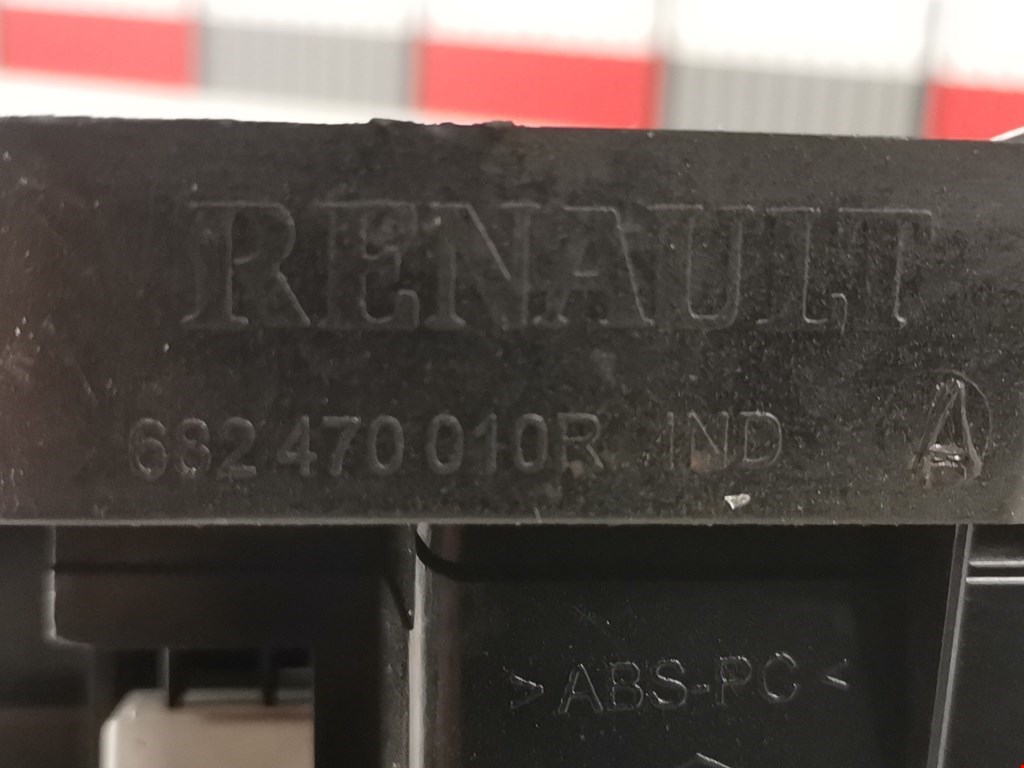 RENAULT
682 470 010R IND A
>ABS-PC<